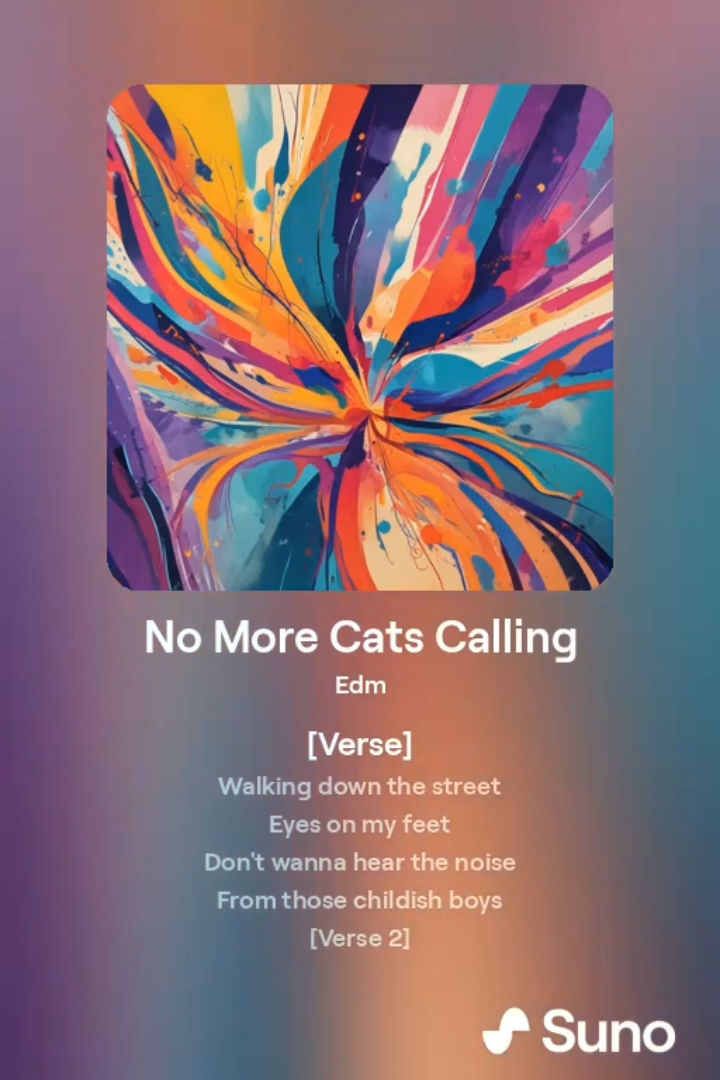 No More Cats Calling
Edm
[Verse]
Walking down the street
Eyes on my feet
Don't wanna hear the noise
From those childish boys
[Verse 2]
Suno